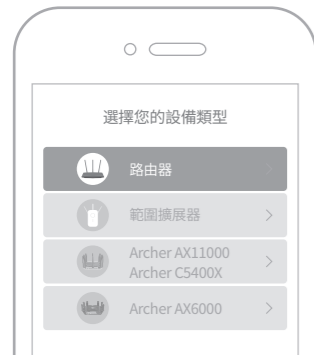 選擇您的設備類型
路由器
範圍擴展器
Archer AX11000
Archer C5400X
Archer AX6000